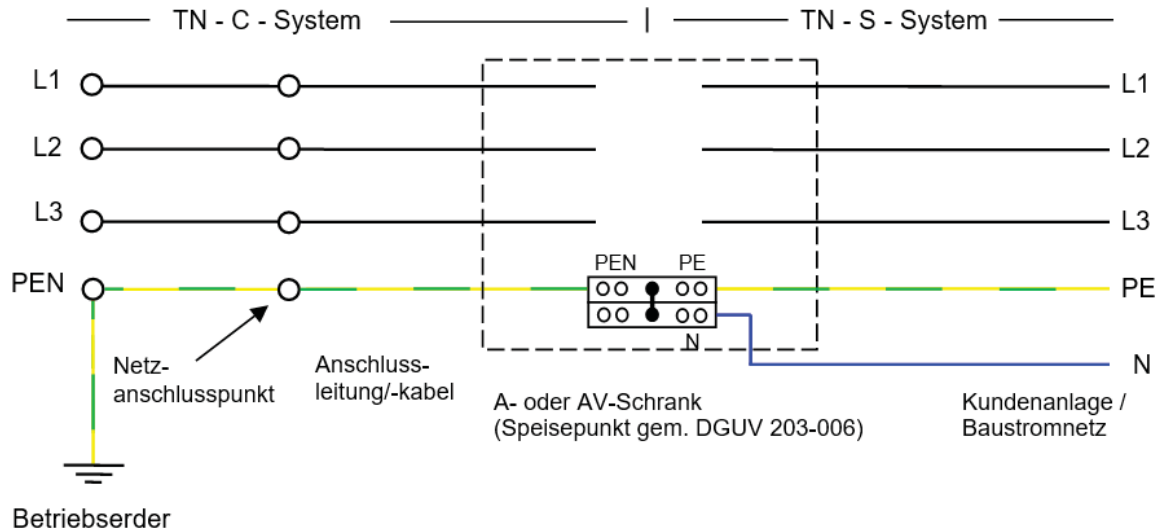 TN - C - System
TN - S - System
L1
L1
L2
L2
L3
L3
PEN
PE
PEN
PE
N
N
Netz-
anschlusspunkt
Anschluss-
leitung/-kabel
A- oder AV-Schrank
(Speisepunkt gem. DGUV 203-006)
Kundenanlage /
Baustromnetz
Betriebserder